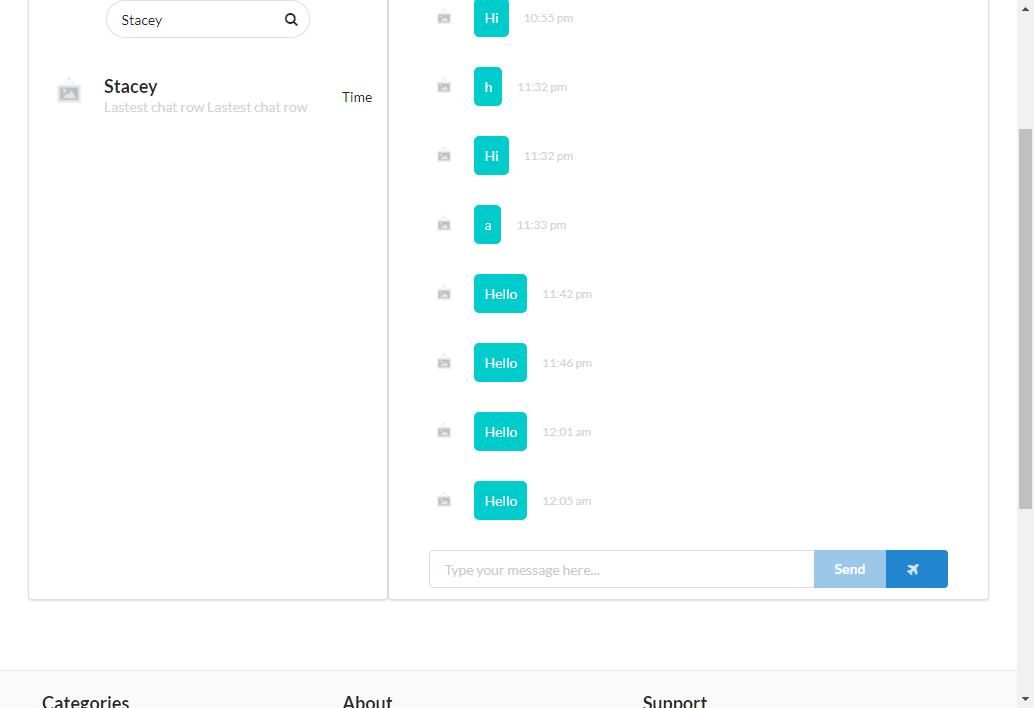 Stacey
Stacey
Lastest chat row Lastest chat row
Time
Hi 10:55 pm
h 11:32 pm
Hi 11:32 pm
a 11:33 pm
Hello 11:42 pm
Hello 11:46 pm
Hello 12:01 am
Hello 12:05 am
Type your message here...
Send
Categories
About
Support